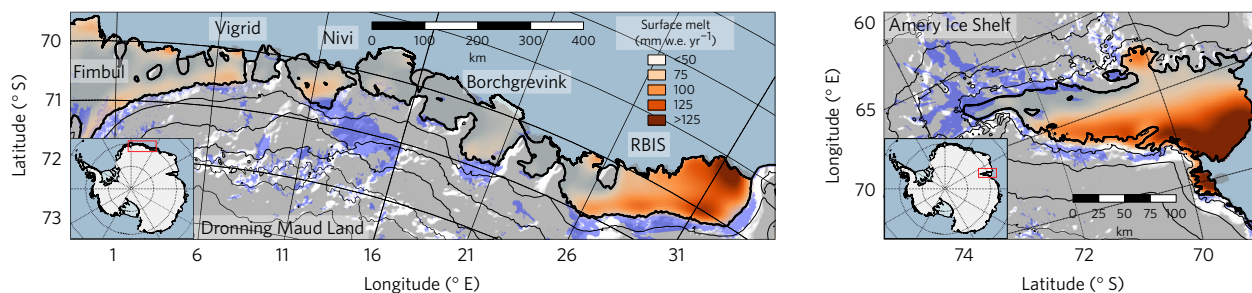 Latitude (° S)
70
71
72
73
Fimbul
Vigrid
Nivi
Borchgrevink
RBIS
0 100 200 300 400
km
Surface melt
(mm w.e. yr⁻¹)
<50
75
100
125
>125
Dronning Maud Land
1 6 11 16 21 26 31
Longitude (° E)
Longitude (° E)
60
65
70
Amery Ice Shelf
0 25 50 75 100
km
74 72 70
Latitude (° S)